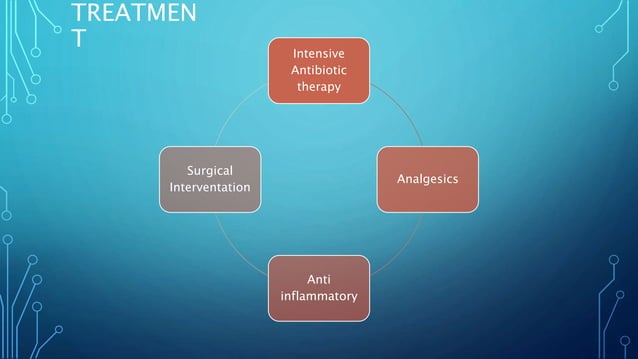 TREATMEN
T
Intensive
Antibiotic
therapy
Surgical
Interventation
Analgesics
Anti
inflammatory